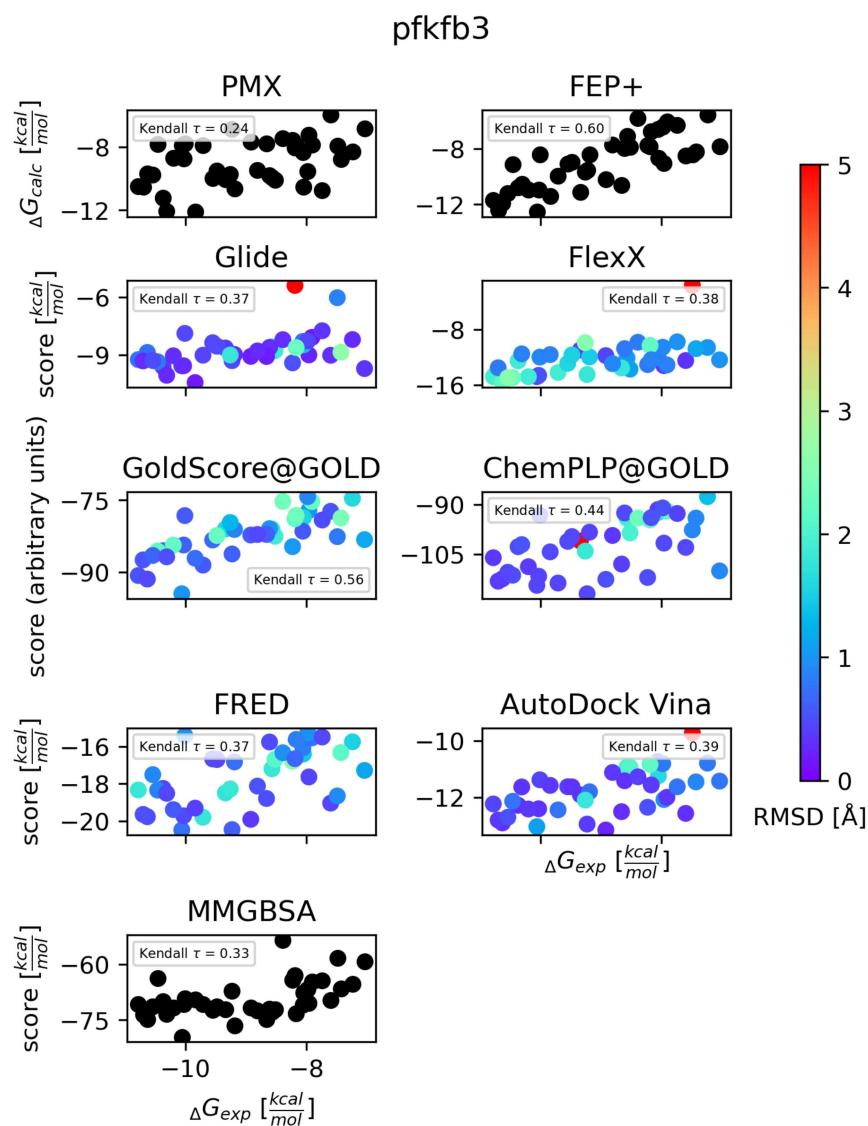 pfkfb3
PMX
FEP+
ΔG_calc [kcal/mol]
−8
−12
Kendall τ = 0.24
−8
−12
Kendall τ = 0.60
Glide
FlexX
score [kcal/mol]
−6
−9
Kendall τ = 0.37
−8
−16
Kendall τ = 0.38
score (arbitrary units)
GoldScore@GOLD
ChemPLP@GOLD
−75
−90
Kendall τ = 0.56
−90
−105
Kendall τ = 0.44
FRED
AutoDock Vina
score [kcal/mol]
−16
−18
−20
Kendall τ = 0.37
−10
−12
Kendall τ = 0.39
ΔG_exp [kcal/mol]
MMGBSA
score [kcal/mol]
−60
−75
Kendall τ = 0.33
−10
−8
ΔG_exp [kcal/mol]
5
4
3
2
1
0
RMSD [Å]